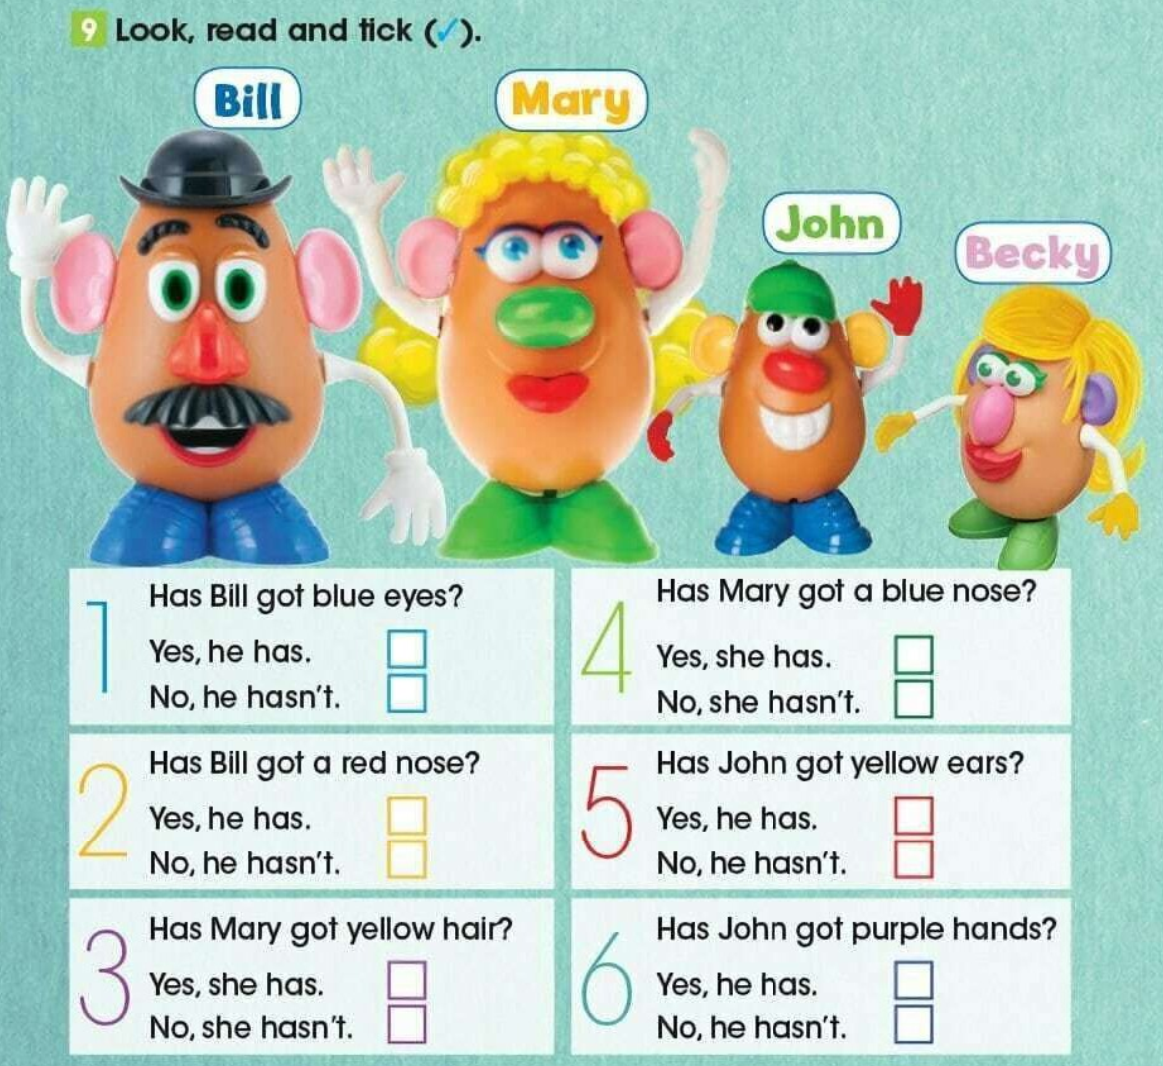 9 Look, read and tick (✓).
Bill
Mary
John
Becky
1 Has Bill got blue eyes?
Yes, he has.
No, he hasn't.
2 Has Bill got a red nose?
Yes, he has.
No, he hasn't.
3 Has Mary got yellow hair?
Yes, she has.
No, she hasn't.
4 Has Mary got a blue nose?
Yes, she has.
No, she hasn't.
5 Has John got yellow ears?
Yes, he has.
No, he hasn't.
6 Has John got purple hands?
Yes, he has.
No, he hasn't.